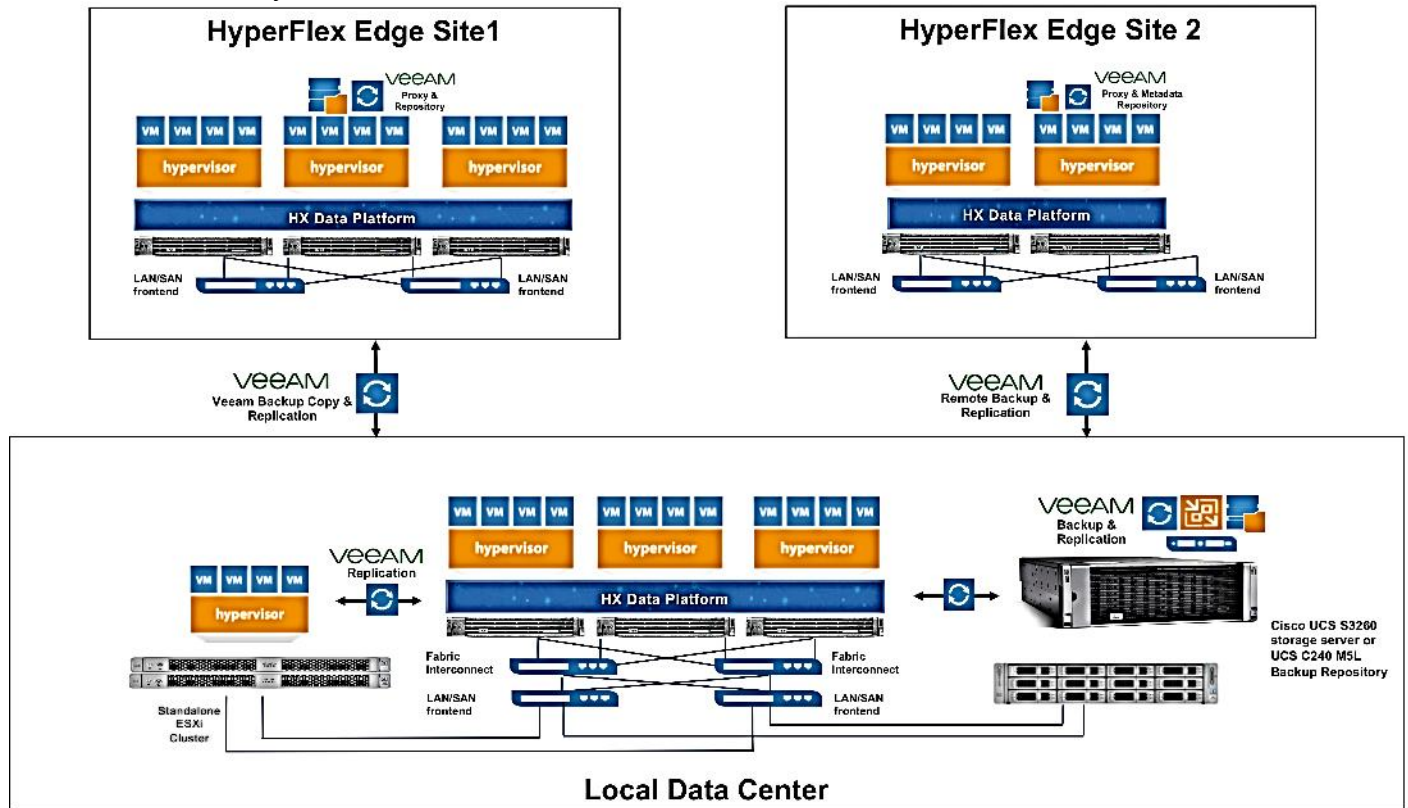 HyperFlex Edge Site1
veeAM
Proxy &
Repository
VM VM VM VM
VM VM VM VM
VM VM VM VM
hypervisor
hypervisor
hypervisor
HX Data Platform
LAN/SAN
frontend
LAN/SAN
frontend
HyperFlex Edge Site 2
veeAM
Proxy & Metadata
Repository
VM VM VM VM
VM VM VM VM
hypervisor
hypervisor
HX Data Platform
LAN/SAN
frontend
LAN/SAN
frontend
veeAM
Veeam Backup Copy &
Replication
veeAM
Remote Backup &
Replication
VM VM VM VM
hypervisor
Standalone
ESXi
Cluster
veeAM
Replication
VM VM VM VM
VM VM VM VM
VM VM VM VM
hypervisor
hypervisor
hypervisor
HX Data Platform
Fabric
Interconnect
Fabric
Interconnect
LAN/SAN
frontend
LAN/SAN
frontend
veeAM
Backup &
Replication
Cisco UCS S3260
storage server or
UCS C240 M5L
Backup Repository
Local Data Center